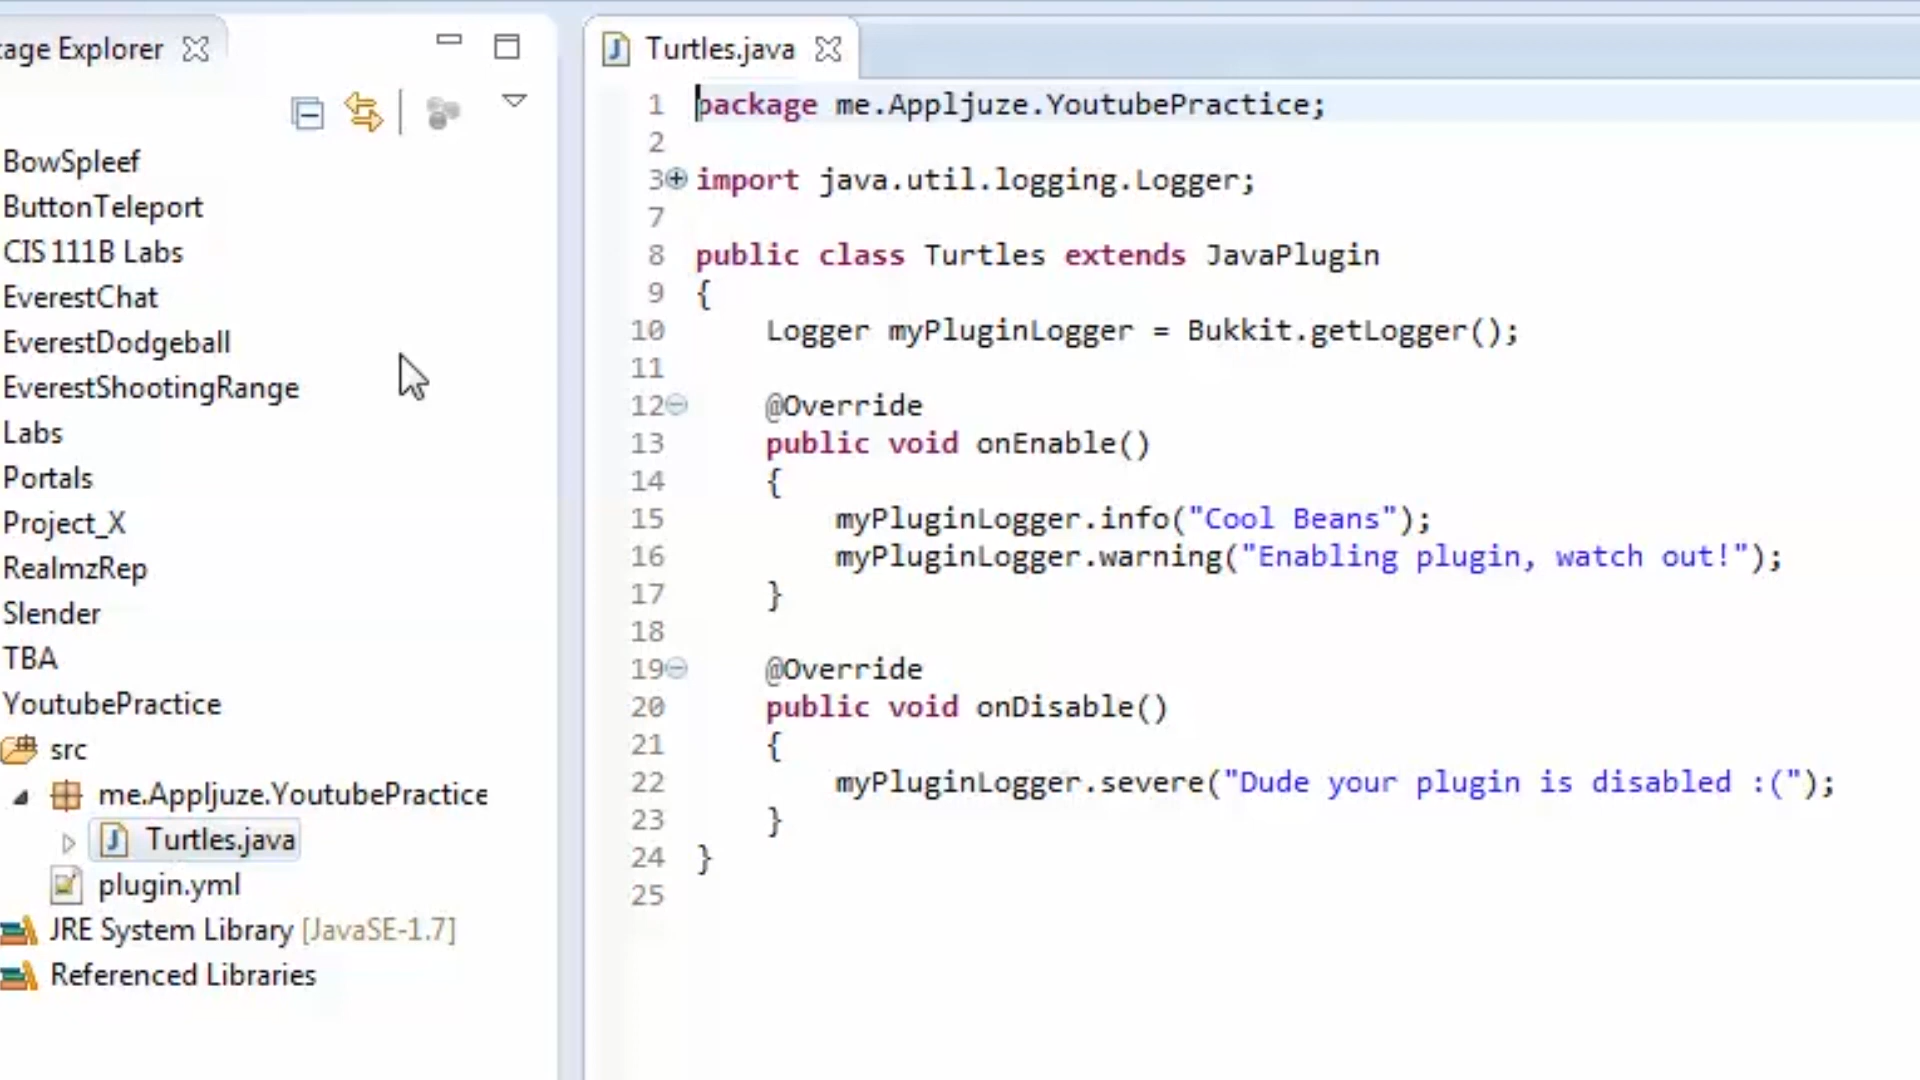 age Explorer
BowSpleef
ButtonTeleport
CIS 111B Labs
EverestChat
EverestDodgeball
EverestShootingRange
Labs
Portals
Project_X
RealmzRep
Slender
TBA
YoutubePractice
src
me.Appljuze.YoutubePractice
Turtles.java
plugin.yml
JRE System Library [JavaSE-1.7]
Referenced Libraries
Turtles.java
1 package me.Appljuze.YoutubePractice;
2
3 import java.util.logging.Logger;
7
8 public class Turtles extends JavaPlugin
9 {
10 Logger myPluginLogger = Bukkit.getLogger();
11
12 @Override
13 public void onEnable()
14 {
15 myPluginLogger.info("Cool Beans");
16 myPluginLogger.warning("Enabling plugin, watch out!");
17 }
18
19 @Override
20 public void onDisable()
21 {
22 myPluginLogger.severe("Dude your plugin is disabled :(");
23 }
24 }
25